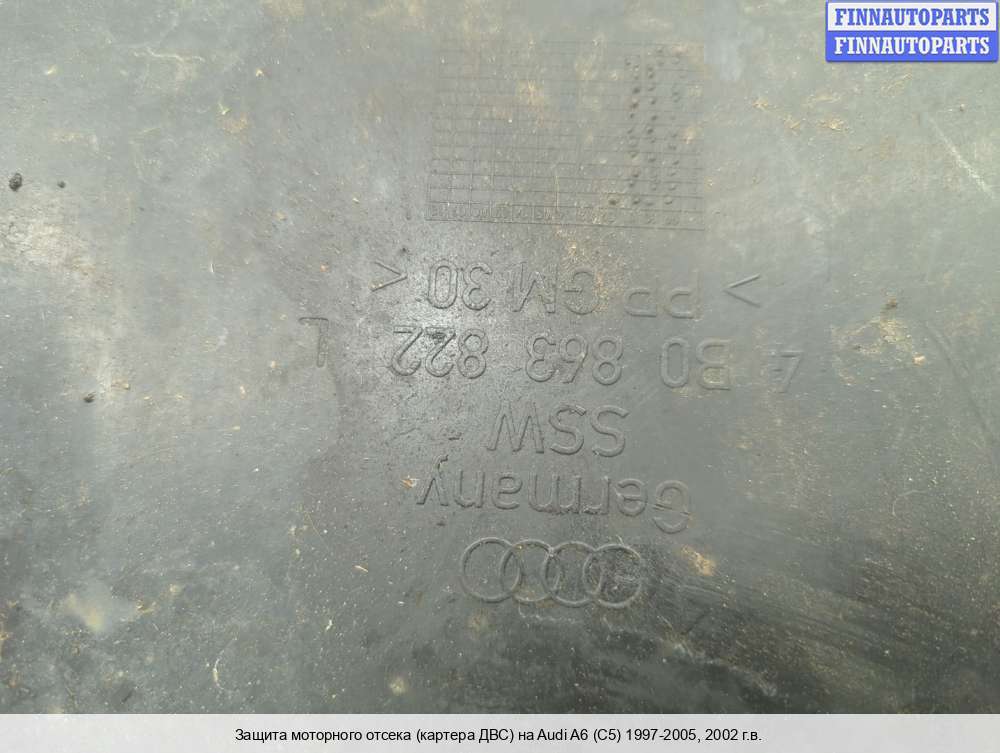 FINNAUTOPARTS
FINNAUTOPARTS
Germany
SSW
4B0 863 822 L
>PP GM 30<
Защита моторного отсека (картера ДВС) на Audi A6 (C5) 1997-2005, 2002 г.в.